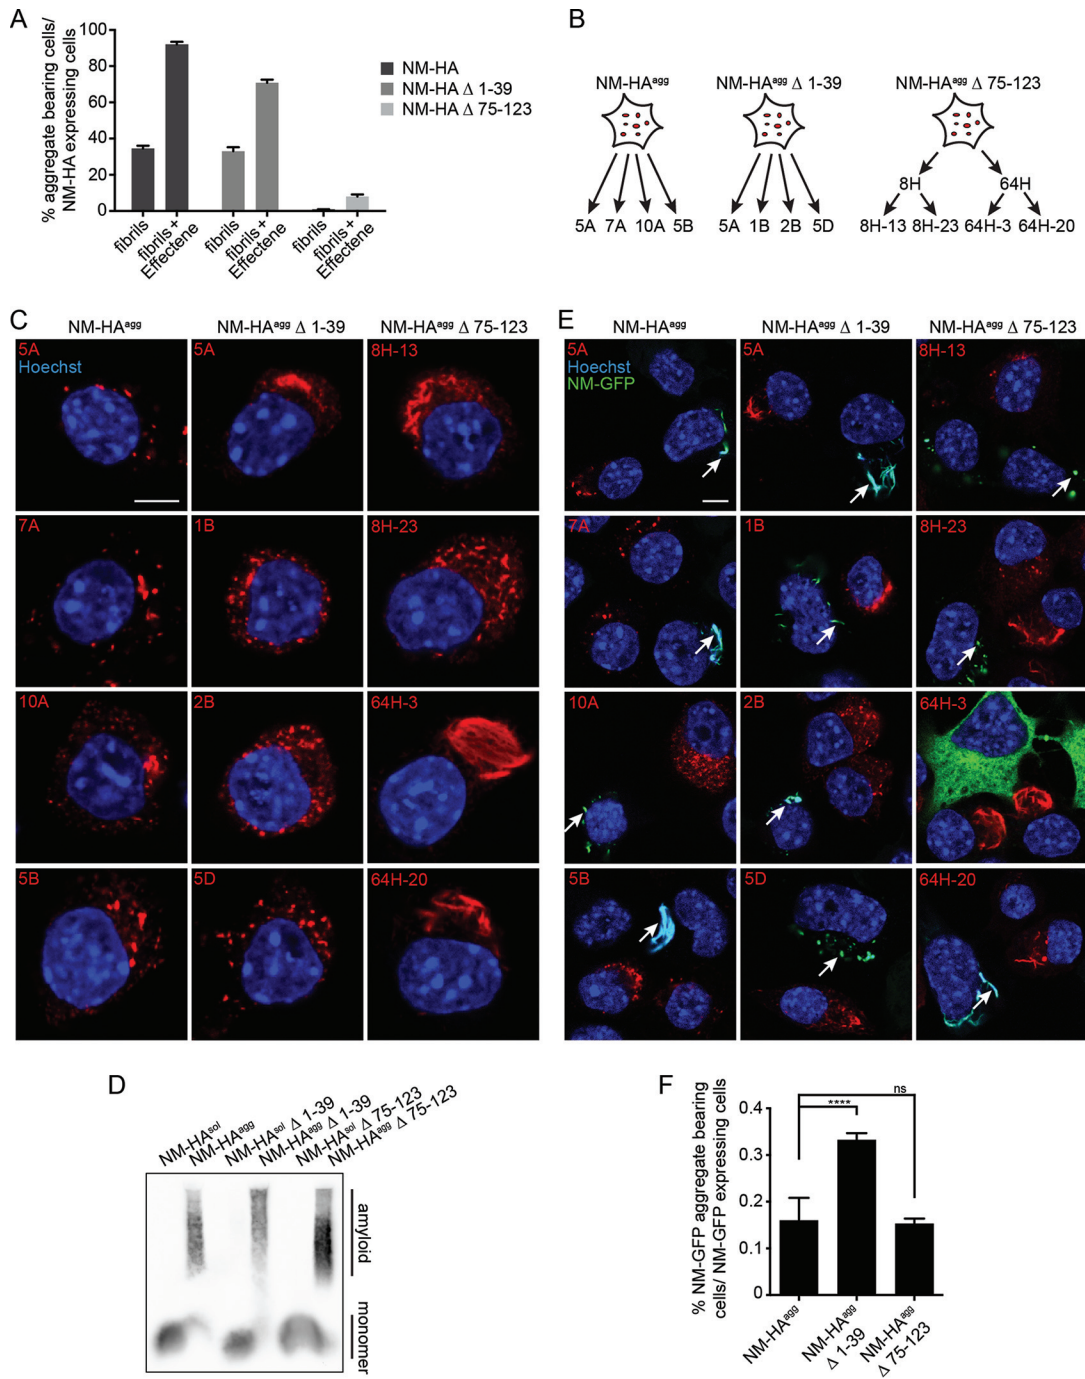 A
% aggregate bearing cells/
NM-HA expressing cells
100
80
60
40
20
0
fibrils
fibrils +
Effectene
fibrils
fibrils +
Effectene
fibrils
fibrils +
Effectene
NM-HA
NM-HA Δ 1-39
NM-HA Δ 75-123
B
NM-HAagg
NM-HAagg Δ 1-39
NM-HAagg Δ 75-123
8H
64H
5A 7A 10A 5B
5A 1B 2B 5D
8H-13 8H-23 64H-3 64H-20
C
NM-HAagg
NM-HAagg Δ 1-39
NM-HAagg Δ 75-123
5A
Hoechst
5A
8H-13
7A
1B
8H-23
10A
2B
64H-3
5B
5D
64H-20
E
NM-HAagg
NM-HAagg Δ 1-39
NM-HAagg Δ 75-123
5A
Hoechst
NM-GFP
5A
8H-13
7A
1B
8H-23
10A
2B
64H-3
5B
5D
64H-20
D
NM-HAsol
NM-HAagg
NM-HAsol Δ 1-39
NM-HAagg Δ 1-39
NM-HAsol Δ 75-123
NM-HAagg Δ 75-123
amyloid
monomer
F
% NM-GFP aggregate bearing
cells/ NM-GFP expressing cells
0.4
0.3
0.2
0.1
0
ns
****
NM-HAagg
NM-HAagg
Δ 1-39
NM-HAagg
Δ 75-123